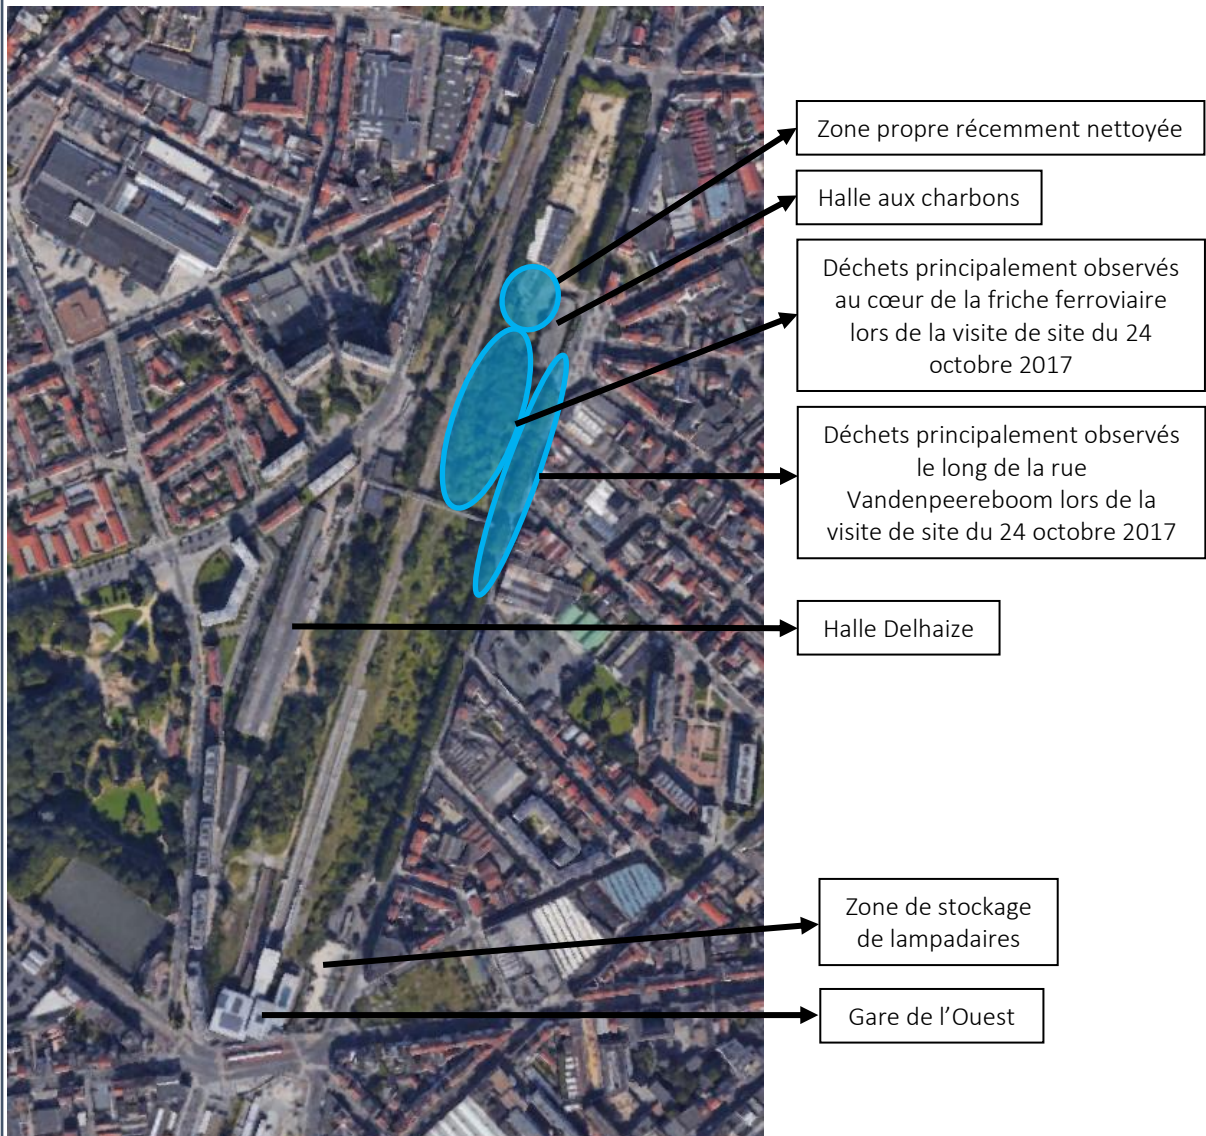 Zone propre récemment nettoyée
Halle aux charbons
Déchets principalement observés
au cœur de la friche ferroviaire
lors de la visite de site du 24
octobre 2017
Déchets principalement observés
le long de la rue
Vandenpeereboom lors de la
visite de site du 24 octobre 2017
Halle Delhaize
Zone de stockage
de lampadaires
Gare de l’Ouest